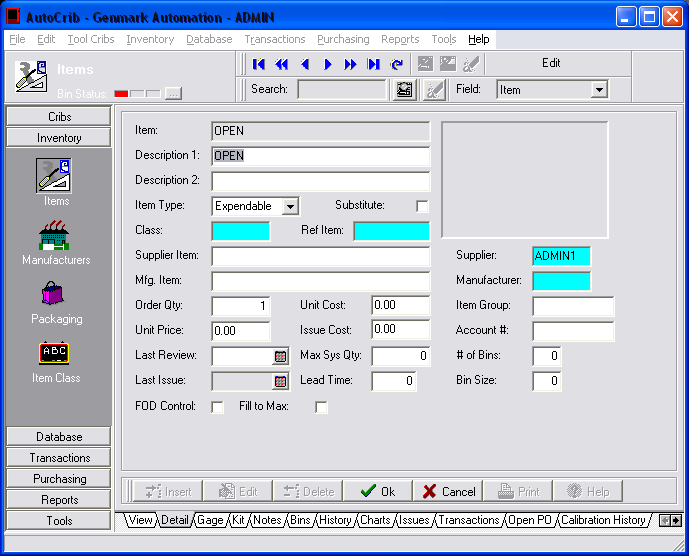 AutoCrib - Genmark Automation - ADMIN
File Edit Tool Cribs Inventory Database Transactions Purchasing Reports Tools Help
Items
Edit
Bin Status: ...
Search: Field: Item
Cribs
Inventory
Items
Manufacturers
Packaging
ABC
Item Class
Database
Transactions
Purchasing
Reports
Tools
Item: OPEN
Description 1: OPEN
Description 2:
Item Type: Expendable Substitute:
Class: Ref Item:
Supplier Item: Supplier: ADMIN1
Mfg. Item: Manufacturer:
Order Qty: 1 Unit Cost: 0.00 Item Group:
Unit Price: 0.00 Issue Cost: 0.00 Account #:
Last Review: Max Sys Qty: 0 # of Bins: 0
Last Issue: Lead Time: 0 Bin Size: 0
FOD Control: Fill to Max:
Insert Edit Delete Ok Cancel Print Help
View Detail Gage Kit Notes Bins History Charts Issues Transactions Open PO Calibration History